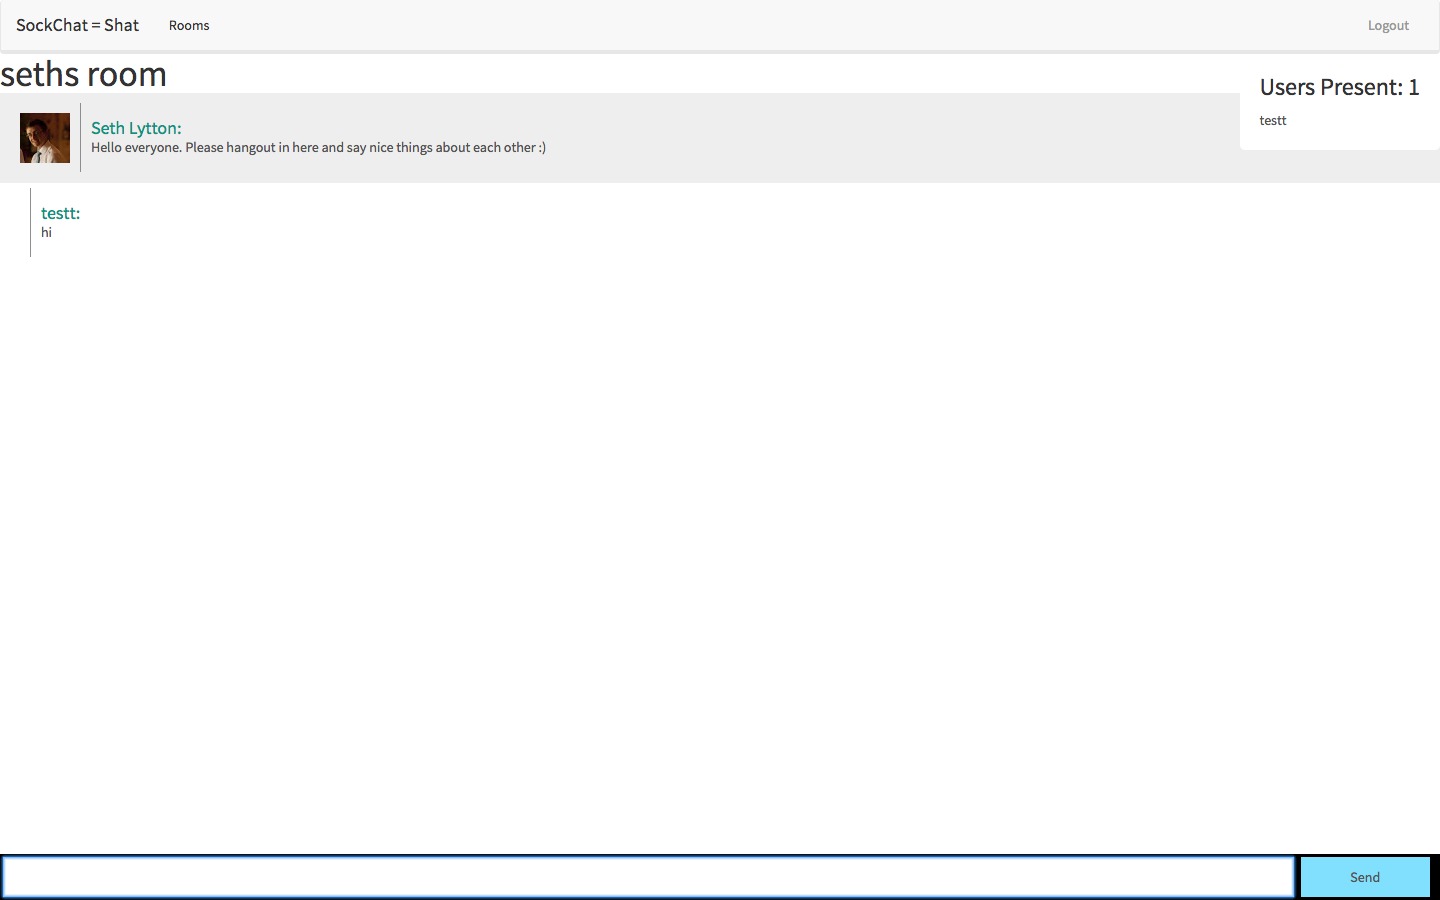 SockChat = Shat Rooms Logout
seths room
Users Present: 1
testt
Seth Lytton:
Hello everyone. Please hangout in here and say nice things about each other :)
testt:
hi
Send